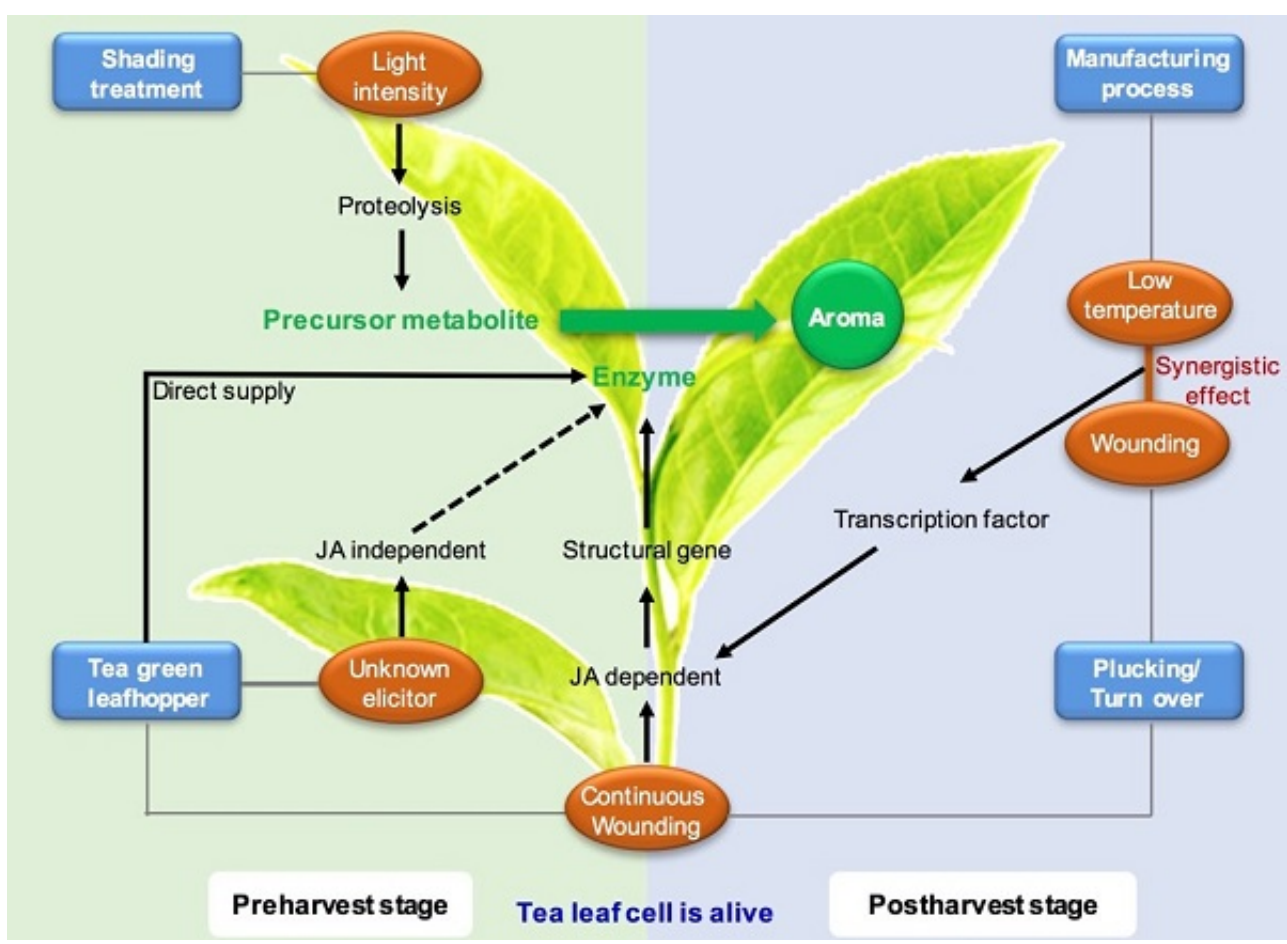 Shading
treatment
Light
intensity
Manufacturing
process
Proteolysis
Low
temperature
Precursor metabolite
Aroma
Synergistic
effect
Enzyme
Direct supply
Wounding
Transcription factor
JA independent
Structural gene
Tea green
leafhopper
Unknown
elicitor
JA dependent
Plucking/
Turn over
Continuous
Wounding
Preharvest stage
Tea leaf cell is alive
Postharvest stage